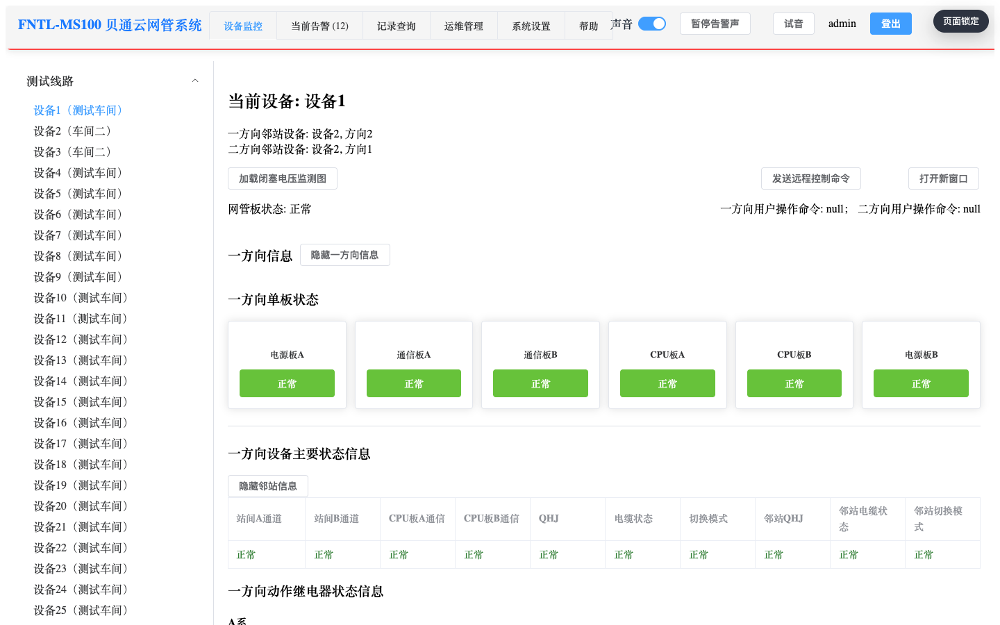 FNTL-MS100 贝通云网管系统
设备监控
当前告警 (12)
记录查询
运维管理
系统设置
帮助
声音
暂停告警声
试音
admin
登出
页面锁定
测试线路
设备1（测试车间）
设备2（车间二）
设备3（车间二）
设备4（测试车间）
设备5（测试车间）
设备6（测试车间）
设备7（测试车间）
设备8（测试车间）
设备9（测试车间）
设备10（测试车间）
设备11（测试车间）
设备12（测试车间）
设备13（测试车间）
设备14（测试车间）
设备15（测试车间）
设备16（测试车间）
设备17（测试车间）
设备18（测试车间）
设备19（测试车间）
设备20（测试车间）
设备21（测试车间）
设备22（测试车间）
设备23（测试车间）
设备24（测试车间）
设备25（测试车间）
当前设备: 设备1
一方向邻站设备: 设备2, 方向2
二方向邻站设备: 设备2, 方向1
加载闭塞电压监测图
发送远程控制命令
打开新窗口
网管板状态: 正常
一方向用户操作命令: null； 二方向用户操作命令: null
一方向信息
隐藏一方向信息
一方向单板状态
电源板A
正常
通信板A
正常
通信板B
正常
CPU板A
正常
CPU板B
正常
电源板B
正常
一方向设备主要状态信息
隐藏邻站信息
站间A通道 站间B通道 CPU板A通信 CPU板B通信 QHJ 电缆状态 切换模式 邻站QHJ 邻站电缆状态 邻站切换模式
正常 正常 正常 正常 正常 正常 正常 正常 正常 正常
一方向动作继电器状态信息
A系